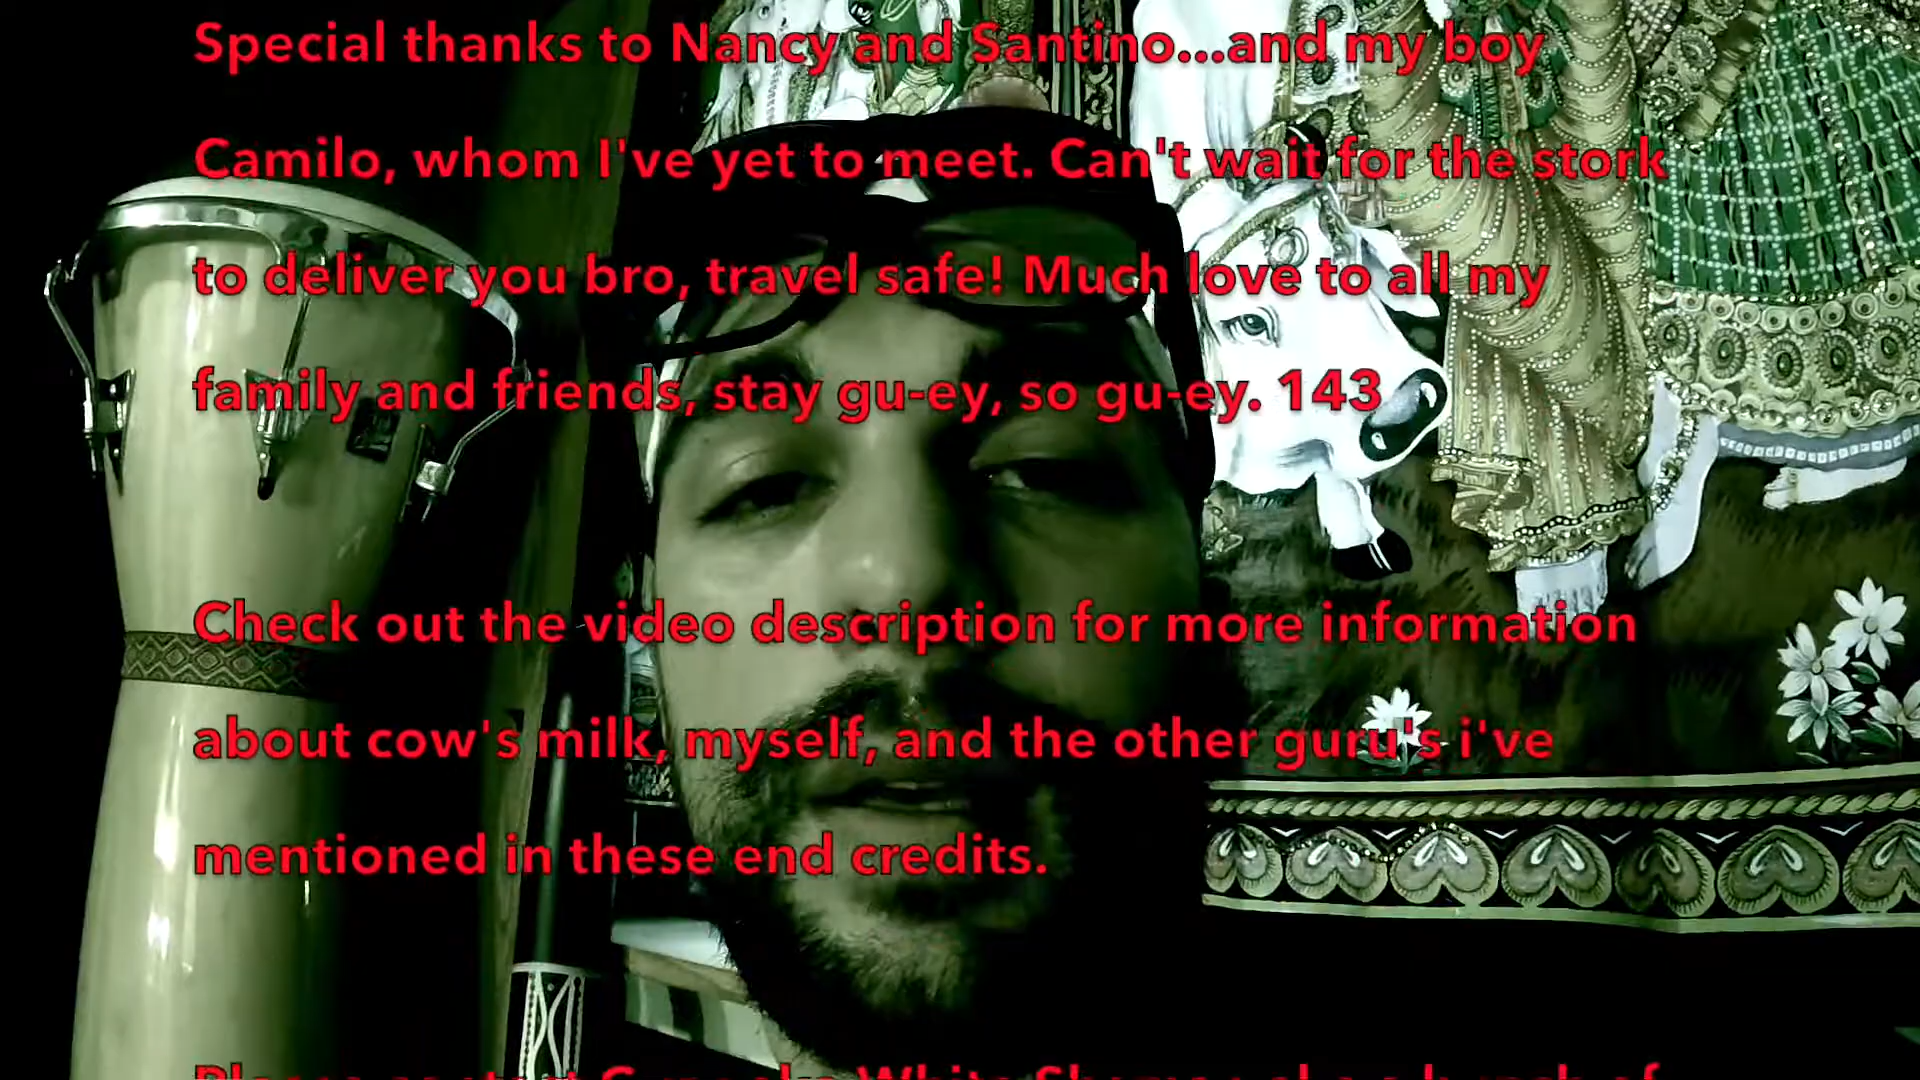 Special thanks to Nancy and Santino...and my boy
Camilo, whom I've yet to meet. Can't wait for the stork
to deliver you bro, travel safe! Much love to all my
family and friends, stay gu-ey, so gu-ey. 143
Check out the video description for more information
about cow's milk, myself, and the other guru's i've
mentioned in these end credits.